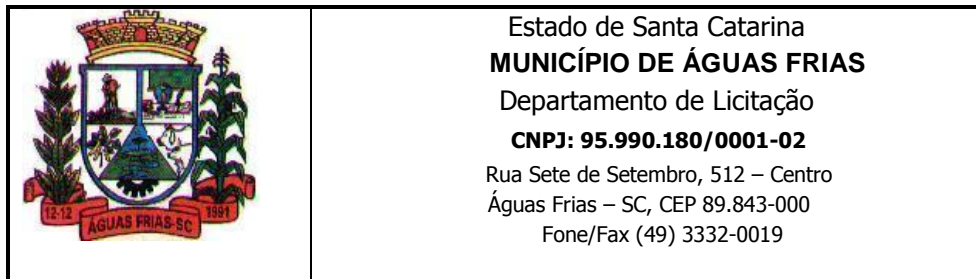 Estado de Santa Catarina
MUNICÍPIO DE ÁGUAS FRIAS
Departamento de Licitação
CNPJ: 95.990.180/0001-02
Rua Sete de Setembro, 512 – Centro
Águas Frias – SC, CEP 89.843-000
Fone/Fax (49) 3332-0019
12-12
ÁGUAS FRIAS-SC
1991